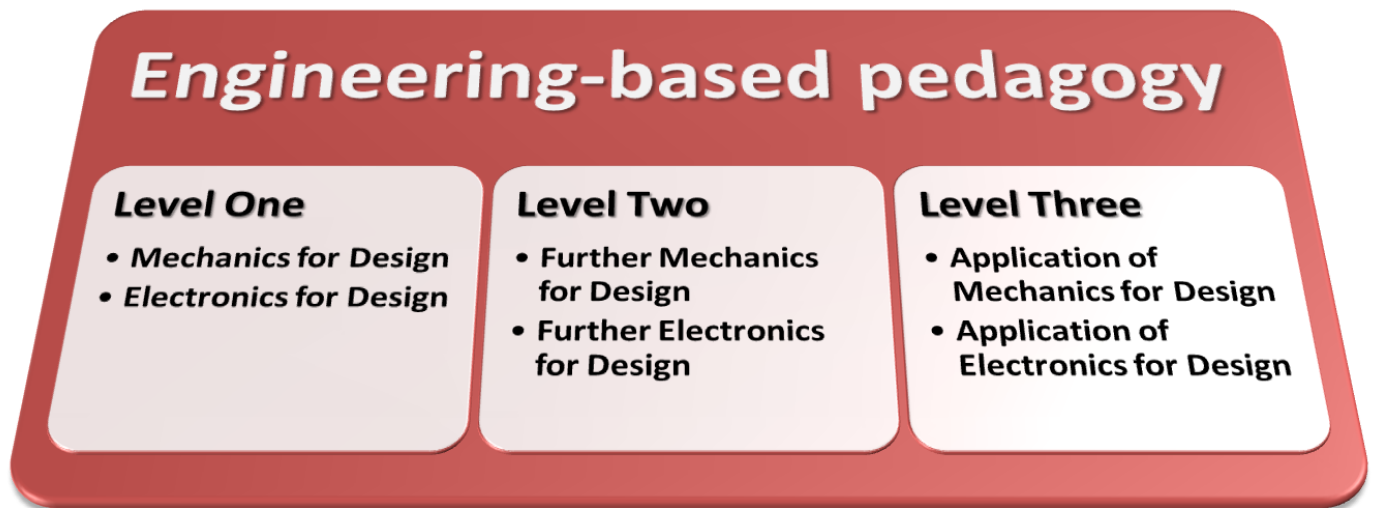 Engineering-based pedagogy
Level One
• Mechanics for Design
• Electronics for Design
Level Two
• Further Mechanics
for Design
• Further Electronics
for Design
Level Three
• Application of
Mechanics for Design
• Application of
Electronics for Design